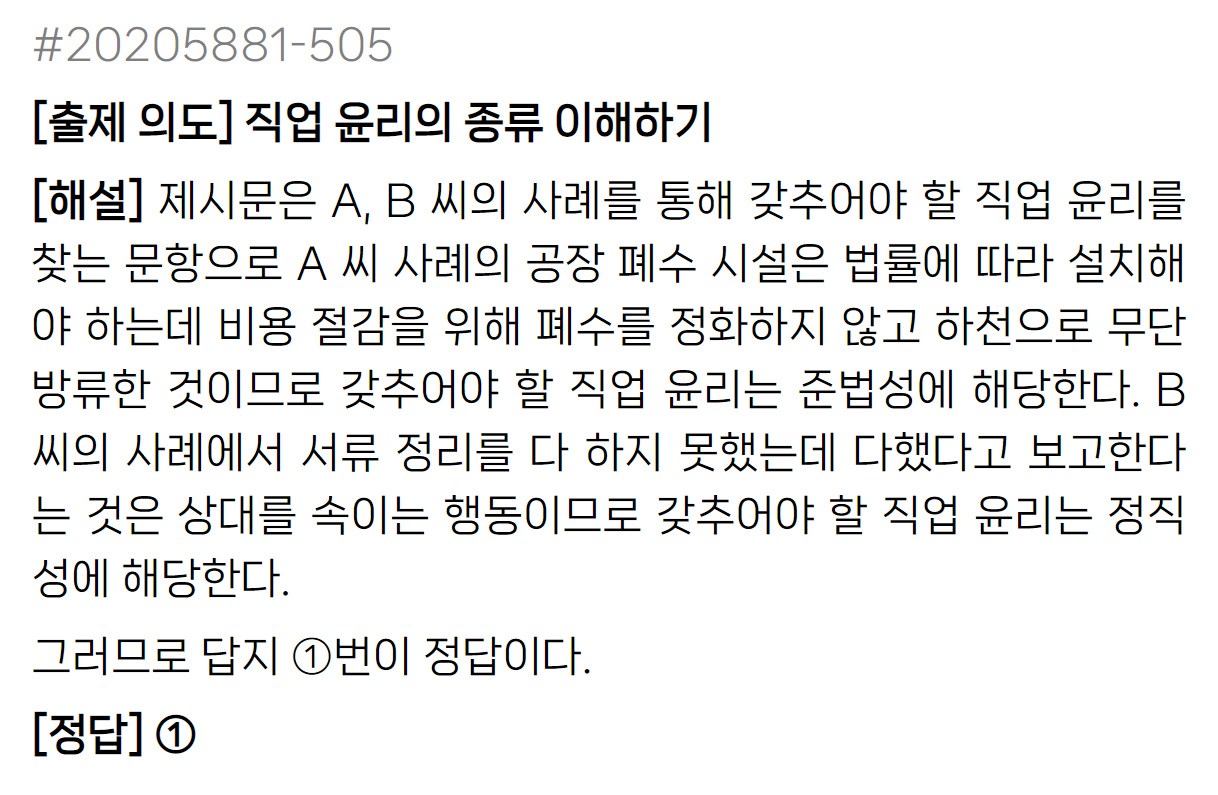 #20205881-505
[출제 의도] 직업 윤리의 종류 이해하기
[해설] 제시문은 A, B 씨의 사례를 통해 갖추어야 할 직업 윤리를
찾는 문항으로 A 씨 사례의 공장 폐수 시설은 법률에 따라 설치해
야 하는데 비용 절감을 위해 폐수를 정화하지 않고 하천으로 무단
방류한 것이므로 갖추어야 할 직업 윤리는 준법성에 해당한다. B
씨의 사례에서 서류 정리를 다 하지 못했는데 다했다고 보고한다
는 것은 상대를 속이는 행동이므로 갖추어야 할 직업 윤리는 정직
성에 해당한다.
그러므로 답지 ①번이 정답이다.
[정답] ①